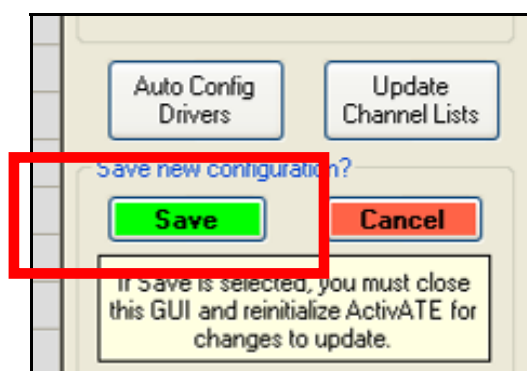 Auto Config
Drivers
Update
Channel Lists
Save new configuration?
Save
Cancel
If Save is selected, you must close
this GUI and reinitialize ActivATE for
changes to update.